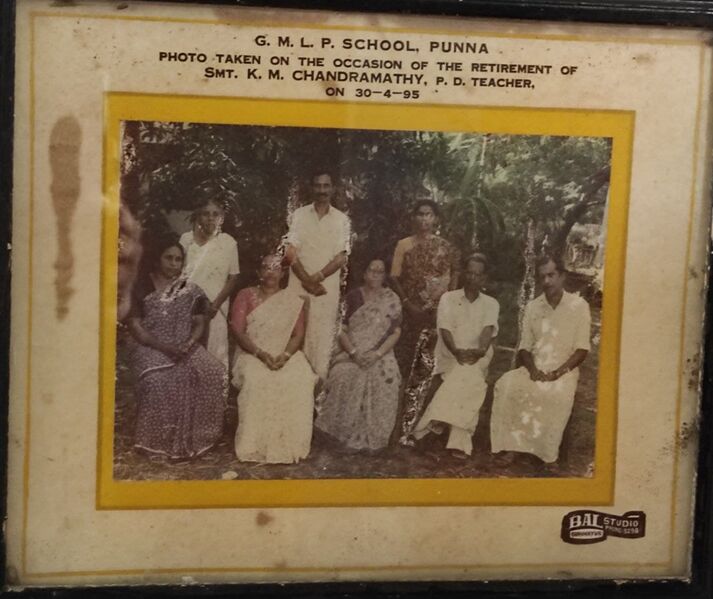 G. M. L. P. SCHOOL, PUNNA
PHOTO TAKEN ON THE OCCASION OF THE RETIREMENT OF
SMT. K. M. CHANDRAMATHY, P. D. TEACHER,
ON 30-4-95
BAL STUDIO